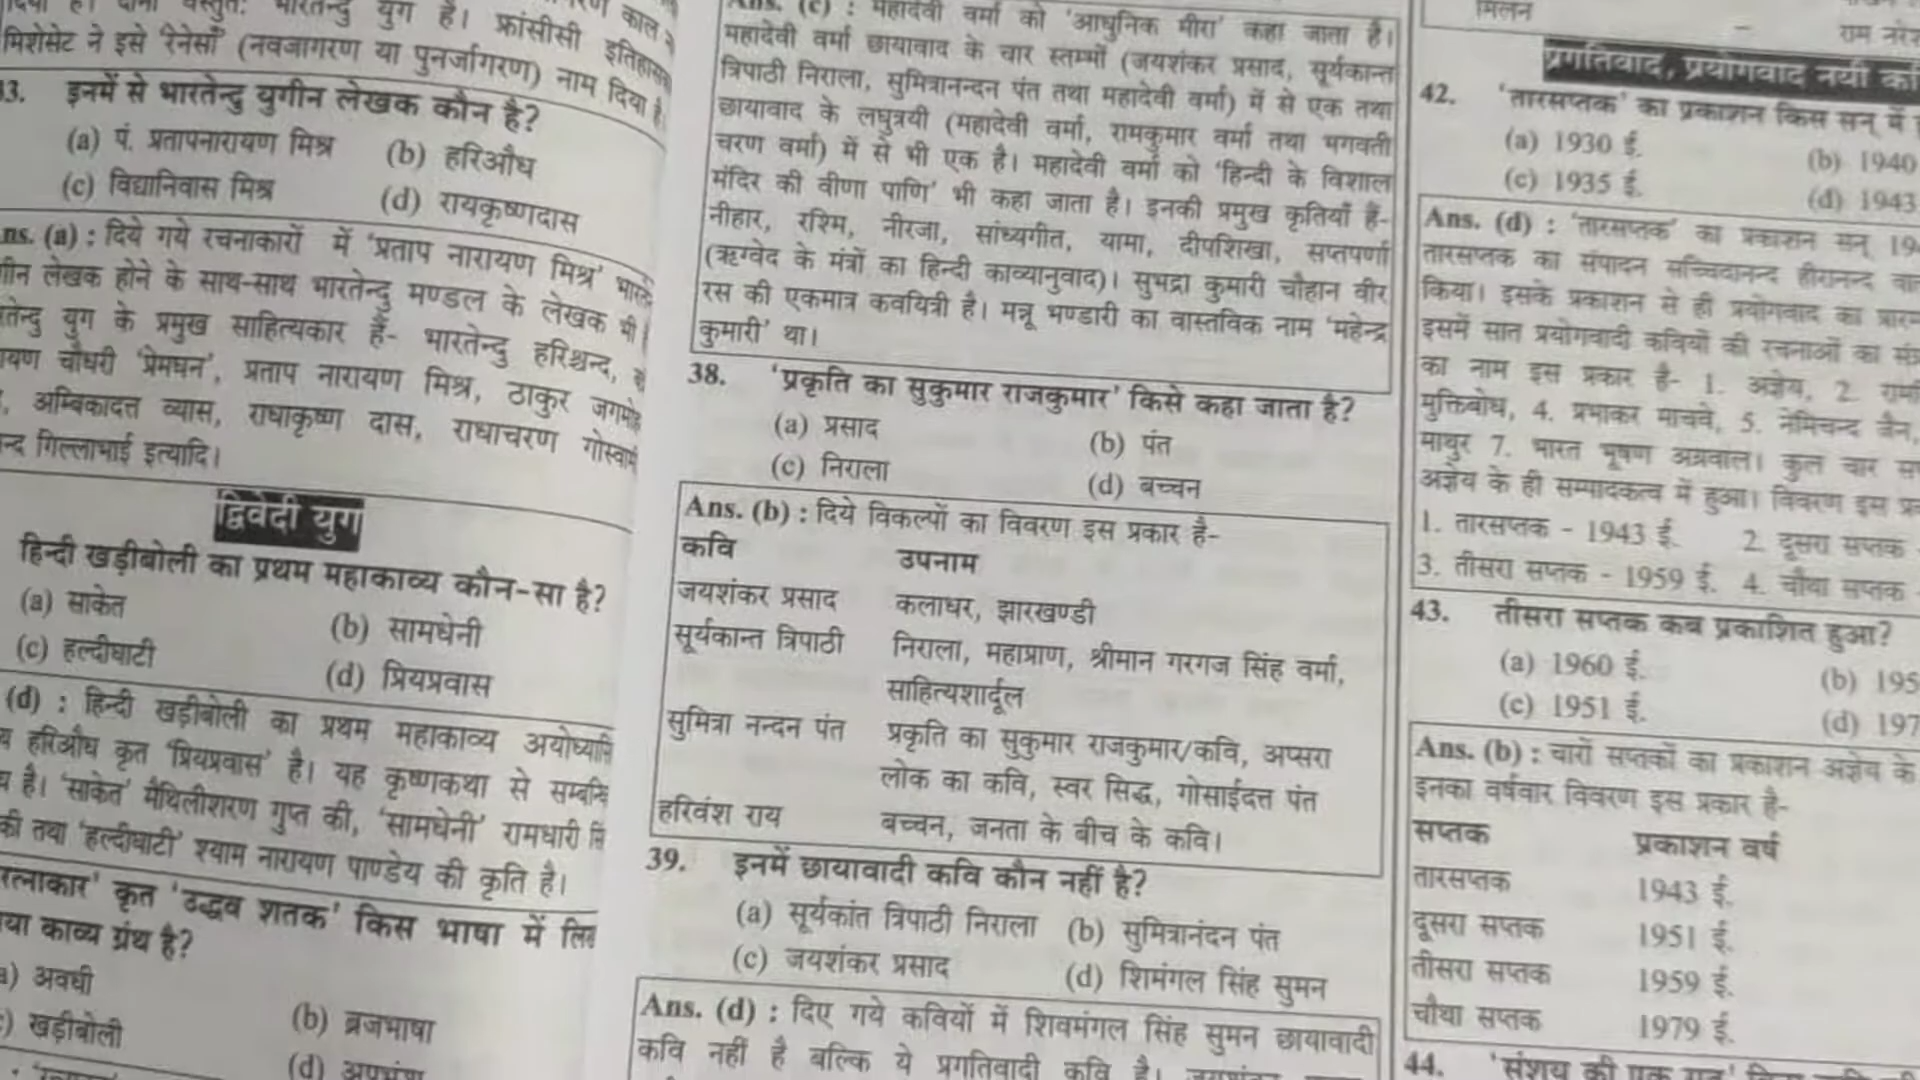 मिशेसेट ने इसे 'रेनेसाँ' (नवजागरण या पुनर्जागरण) नाम दिया है।
इनमें से भारतेन्दु युगीन लेखक कौन है?
(a) पं. प्रतापनारायण मिश्र (b) हरिऔध
(c) विद्यानिवास मिश्र (d) रायकृष्णदास
(a) : दिये गये रचनाकारों में 'प्रताप नारायण मिश्र'
लेखक होने के साथ-साथ भारतेन्दु मण्डल के लेखक भी
युग के प्रमुख साहित्यकार हैं- भारतेन्दु हरिश्चन्द,
चौधरी 'प्रेमघन', प्रताप नारायण मिश्र, ठाकुर
अम्बिकादत्त व्यास, राधाकृष्ण दास, राधाचरण
गिल्लाभाई इत्यादि।
द्विवेदी युग
हिन्दी खड़ीबोली का प्रथम महाकाव्य कौन-सा है?
(a) साकेत (b) सामधेनी
(c) हल्दीघाटी (d) प्रियप्रवास
(d) : हिन्दी खड़ीबोली का प्रथम महाकाव्य
हरिऔध कृत 'प्रियप्रवास' है। यह कृष्णकथा से
है। 'साकेत' मैथिलीशरण गुप्त की, 'सामधेनी' रामधारी
की तथा 'हल्दीघाटी' श्याम नारायण पाण्डेय की कृति है।
कृत 'उद्धव शतक' किस भाषा में
काव्य ग्रंथ है?
अवधी
खड़ीबोली (b) ब्रजभाषा
(d)
(c) : महादेवी वर्मा को 'आधुनिक मीरा' कहा जाता है।
महादेवी वर्मा छायावाद के चार स्तम्भों (जयशंकर प्रसाद, सूर्यकान्त
त्रिपाठी निराला, सुमित्रानन्दन पंत तथा महादेवी वर्मा) में से एक तथा
छायावाद के लघुत्रयी (महादेवी वर्मा, रामकुमार वर्मा तथा भगवती
चरण वर्मा) में से भी एक है। महादेवी वर्मा को 'हिन्दी के विशाल
मंदिर की वीणा पाणि' भी कहा जाता है। इनकी प्रमुख कृतियाँ हैं-
नीहार, रश्मि, नीरजा, सांध्यगीत, यामा, दीपशिखा, सप्तपर्णा
(ऋग्वेद के मंत्रों का हिन्दी काव्यानुवाद)। सुभद्रा कुमारी चौहान वीर
रस की एकमात्र कवयित्री है। मन्नू भण्डारी का वास्तविक नाम 'महेन्द्र
कुमारी' था।
38. 'प्रकृति का सुकुमार राजकुमार' किसे कहा जाता है?
(a) प्रसाद (b) पंत
(c) निराला (d) बच्चन
Ans. (b) : दिये विकल्पों का विवरण इस प्रकार है-
कवि उपनाम
जयशंकर प्रसाद कलाधर, झारखण्डी
सूर्यकान्त त्रिपाठी निराला, महाप्राण, श्रीमान गरगज सिंह वर्मा,
साहित्यशार्दूल
सुमित्रा नन्दन पंत प्रकृति का सुकुमार राजकुमार/कवि, अप्सरा
लोक का कवि, स्वर सिद्ध, गोसाईदत्त पंत
हरिवंश राय बच्चन, जनता के बीच के कवि।
39. इनमें छायावादी कवि कौन नहीं है?
(a) सूर्यकांत त्रिपाठी निराला (b) सुमित्रानंदन पंत
(c) जयशंकर प्रसाद (d) शिमंगल सिंह सुमन
Ans. (d) : दिए गये कवियों में शिवमंगल सिंह सुमन छायावादी
कवि नहीं है बल्कि ये प्रगतिवादी कवि है।
मिलन
राम
प्रगतिवाद, प्रयोगवाद नयी
42. 'तारसप्तक' का प्रकाशन किस सन् में
(a) 1930 ई. (b) 1940
(c) 1935 ई. (d) 1943
Ans. (d) : 'तारसप्तक' का प्रकाशन सन्
तारसप्तक का संपादन सच्चिदानन्द हीरानन्द
किया। इसके प्रकाशन से ही प्रयोगवाद का
इसमें सात प्रयोगवादी कवियों की रचनाओं का
का नाम इस प्रकार है- 1. अज्ञेय, 2.
मुक्तिबोध, 4. प्रभाकर माचवे, 5. नेमिचन्द जैन,
माथुर 7. भारत भूषण अग्रवाल। कुल चार
अज्ञेय के ही सम्पादकत्व में हुआ। विवरण इस
1. तारसप्तक - 1943 ई. 2. दूसरा सप्तक
3. तीसरा सप्तक - 1959 ई. 4. चौथा सप्तक
43. तीसरा सप्तक कब प्रकाशित हुआ?
(a) 1960 ई. (b)
(c) 1951 ई. (d)
Ans. (b) : चारों सप्तकों का प्रकाशन अज्ञेय के
इनका वर्षवार विवरण इस प्रकार है-
सप्तक प्रकाशन वर्ष
तारसप्तक 1943 ई.
दूसरा सप्तक 1951 ई.
तीसरा सप्तक 1959 ई.
चौथा सप्तक 1979 ई.
44. 'संशय की एक